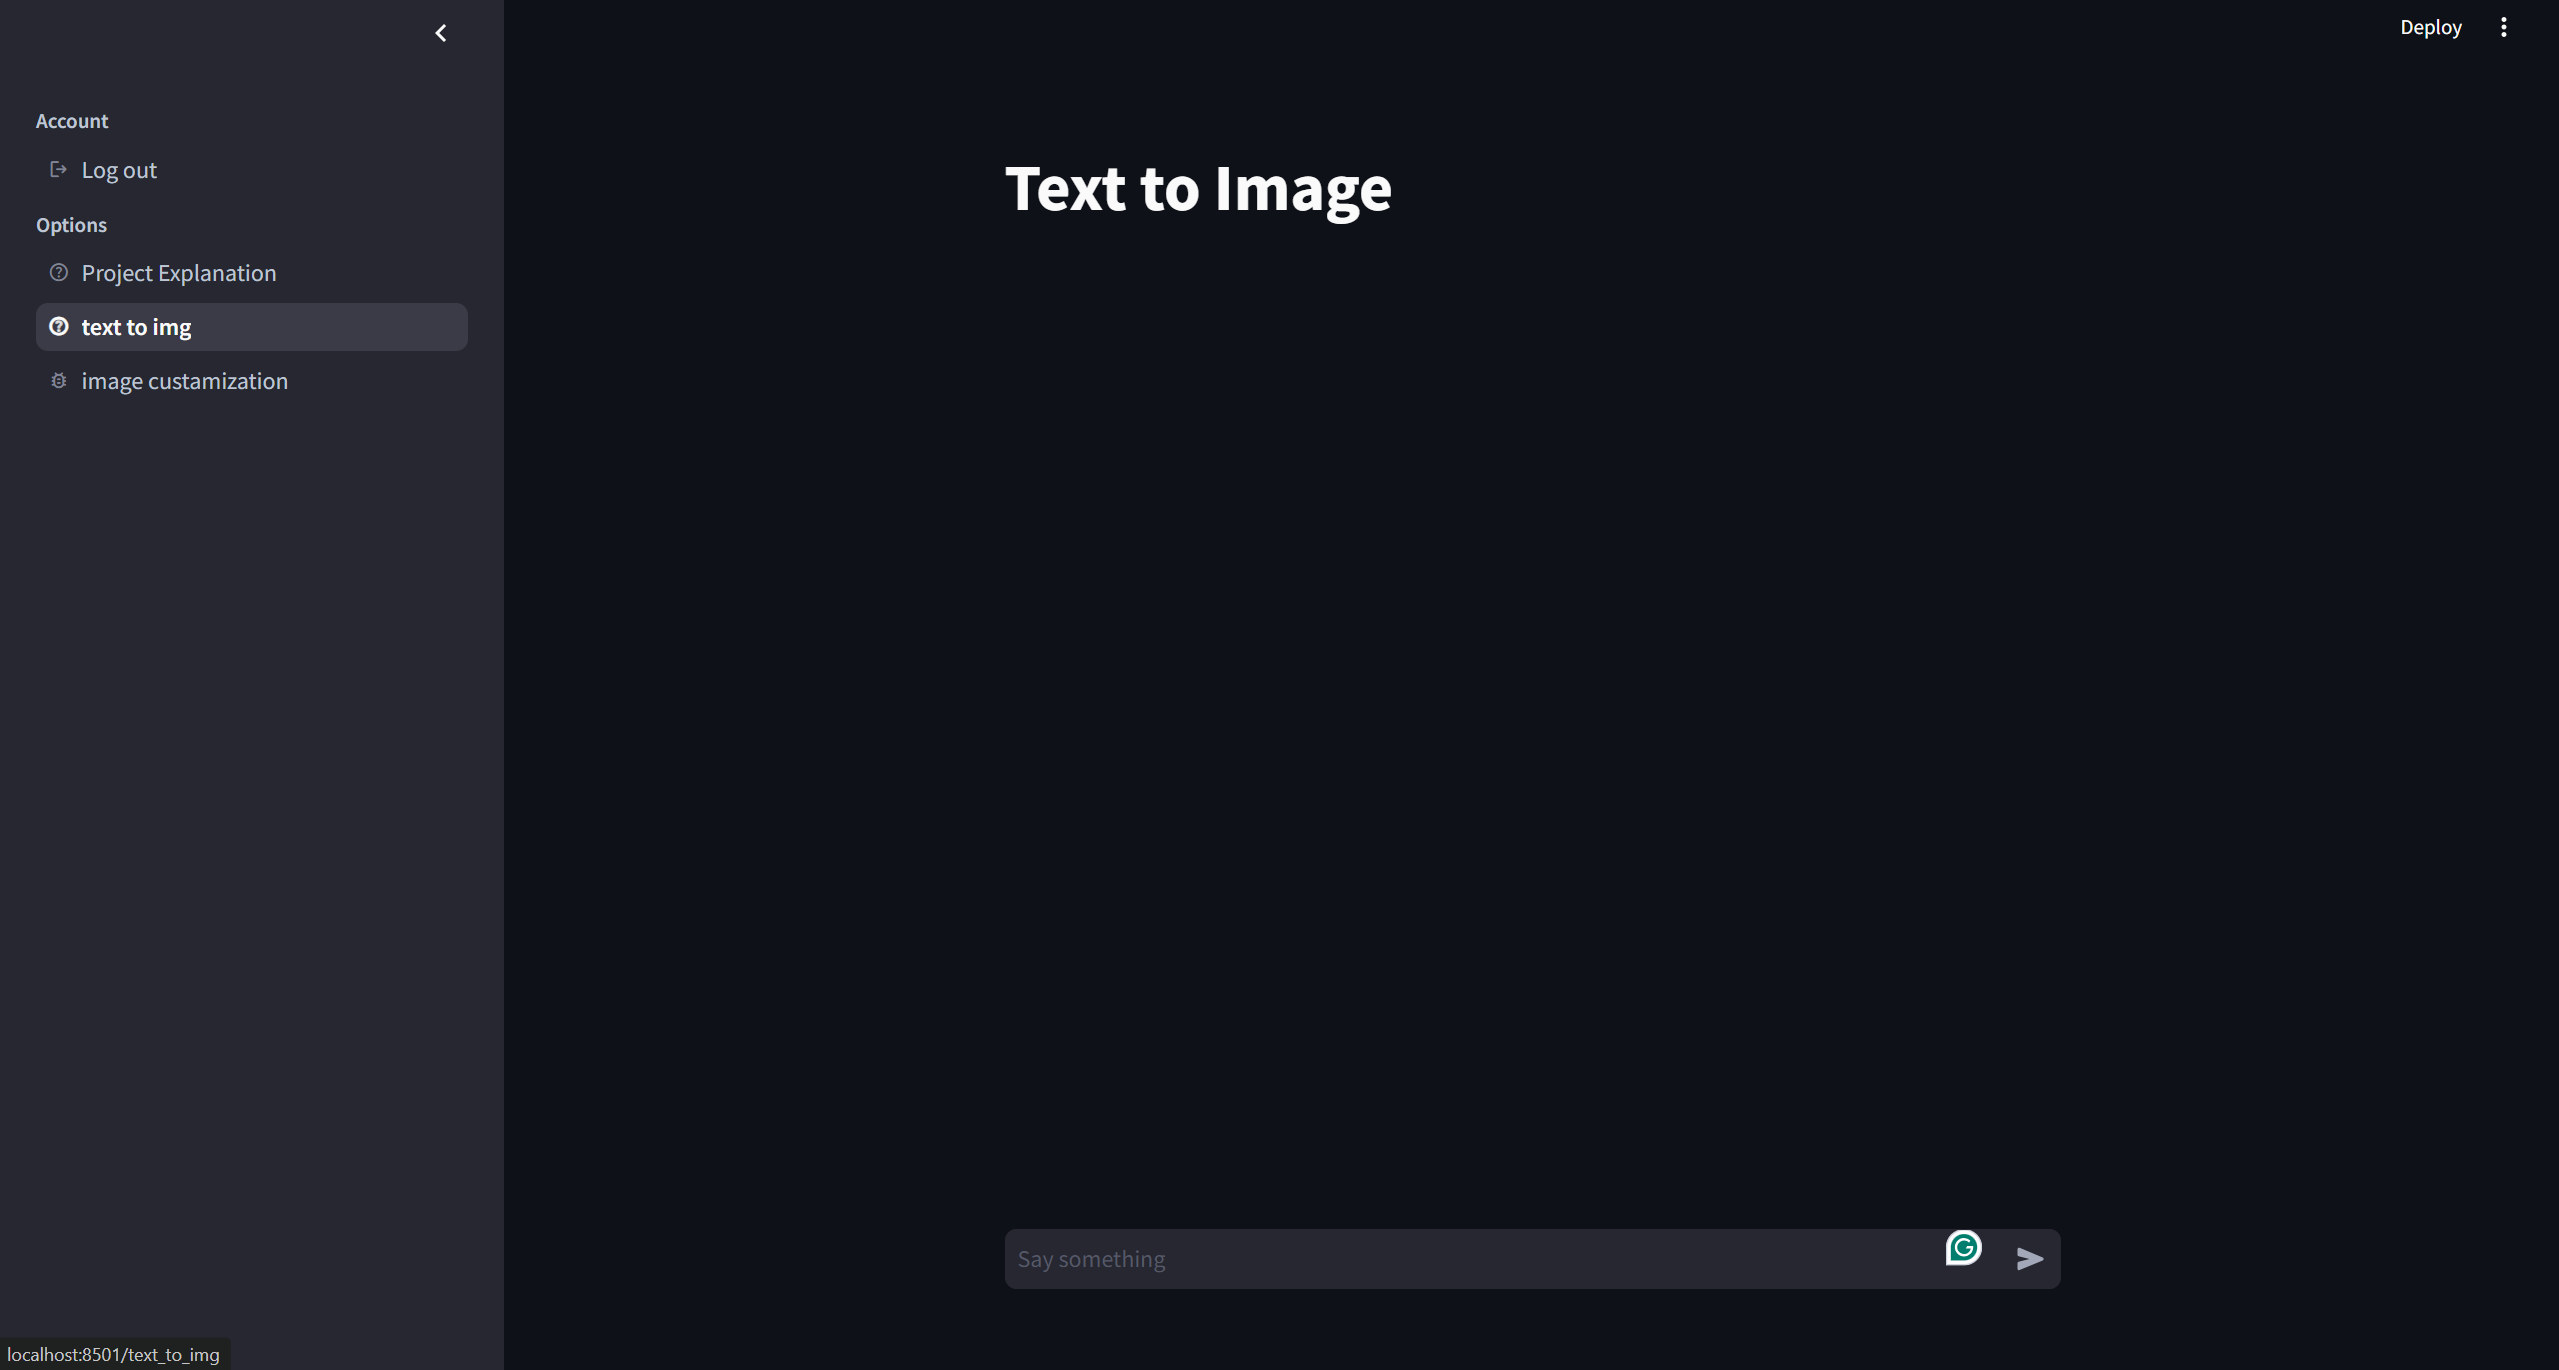 Deploy
Account
Log out
Options
Project Explanation
text to img
image custamization
Text to Image
Say something
localhost:8501/text_to_img